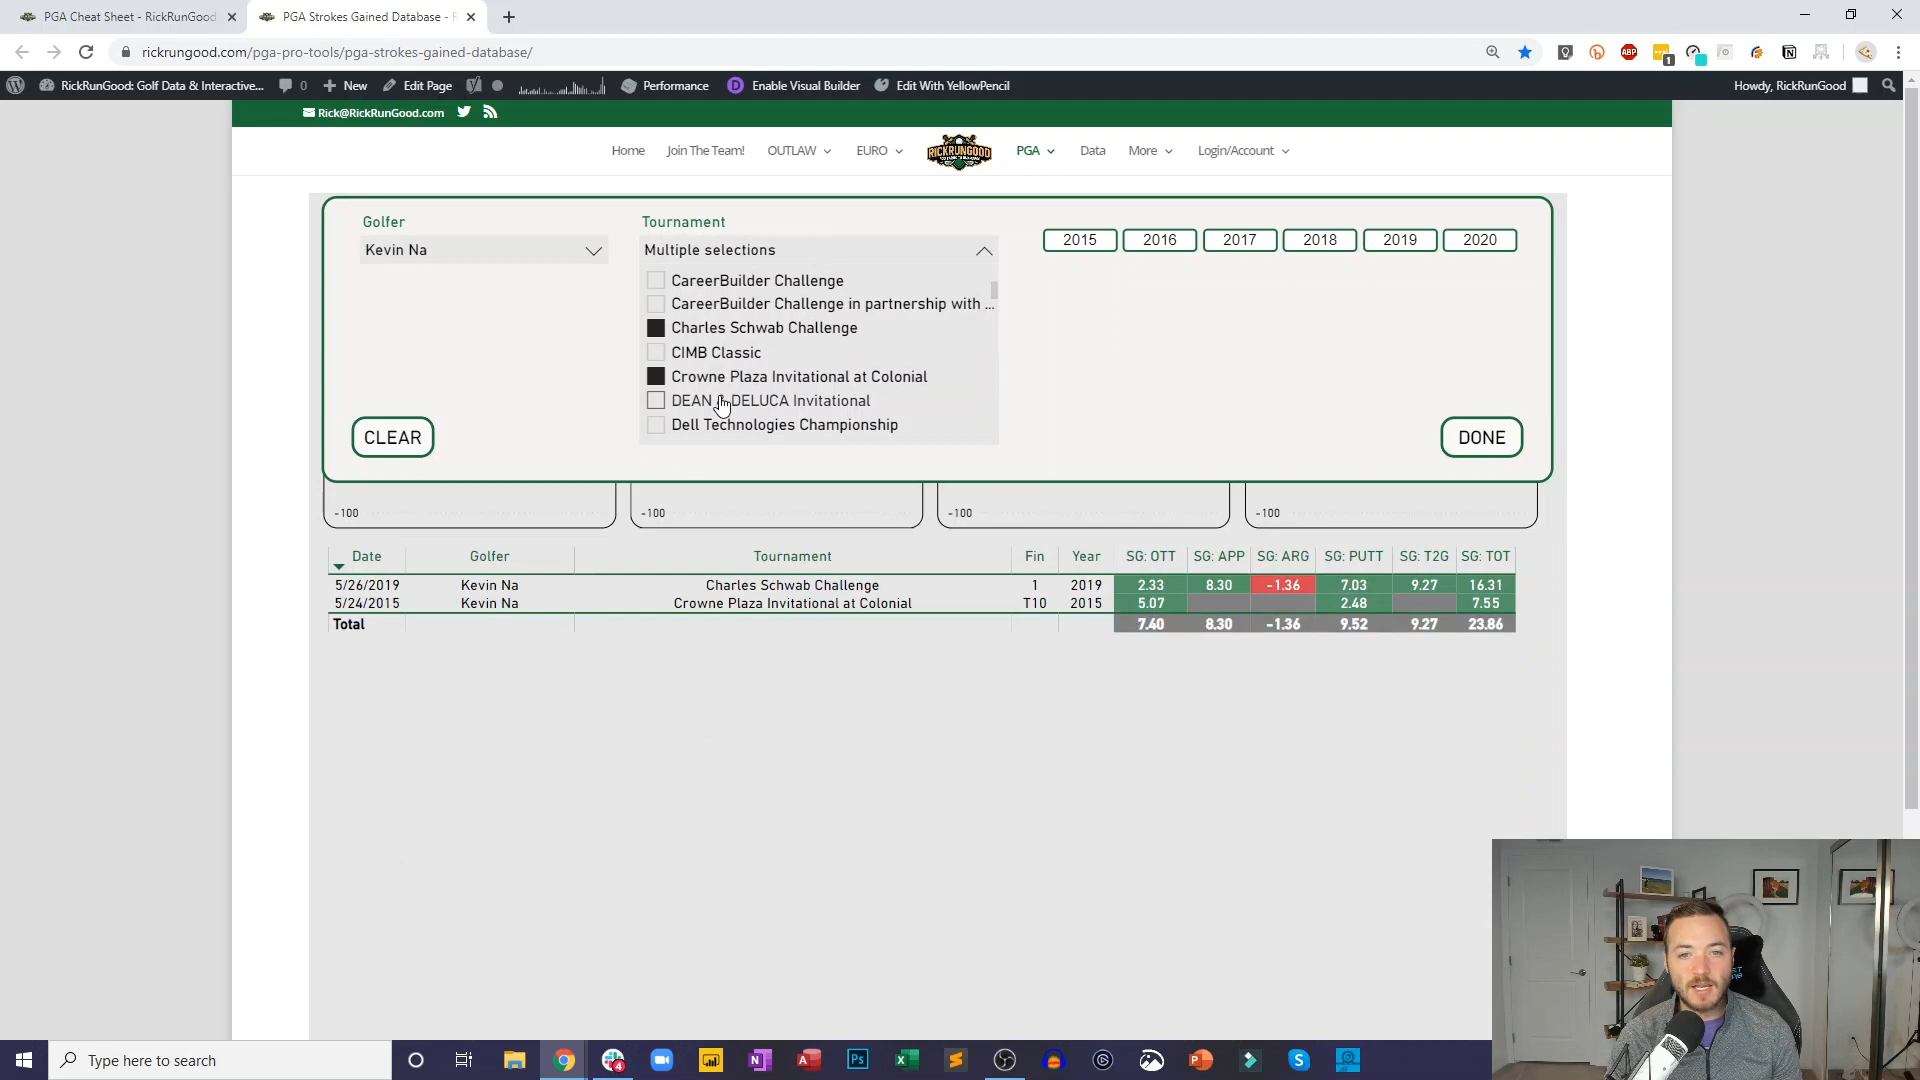 PGA Cheat Sheet - RickRunGood
PGA Strokes Gained Database - R
rickrungood.com/pga-pro-tools/pga-strokes-gained-database/
RickRunGood: Golf Data & Interactive... 0 New Edit Page Performance Enable Visual Builder Edit With YellowPencil Howdy, RickRunGood
Rick@RickRunGood.com
Home Join The Team! OUTLAW EURO RICKRUNGOOD PGA Data More Login/Account
Golfer Tournament
Kevin Na Multiple selections 2015 2016 2017 2018 2019 2020
CareerBuilder Challenge
CareerBuilder Challenge in partnership with ...
Charles Schwab Challenge
CIMB Classic
Crowne Plaza Invitational at Colonial
DEAN & DELUCA Invitational
Dell Technologies Championship
CLEAR DONE
-100 -100 -100 -100
Date Golfer Tournament Fin Year SG: OTT SG: APP SG: ARG SG: PUTT SG: T2G SG: TOT
5/26/2019 Kevin Na Charles Schwab Challenge 1 2019 2.33 8.30 -1.36 7.03 9.27 16.31
5/24/2015 Kevin Na Crowne Plaza Invitational at Colonial T10 2015 5.07 2.48 7.55
Total 7.40 8.30 -1.36 9.52 9.27 23.86
Type here to search